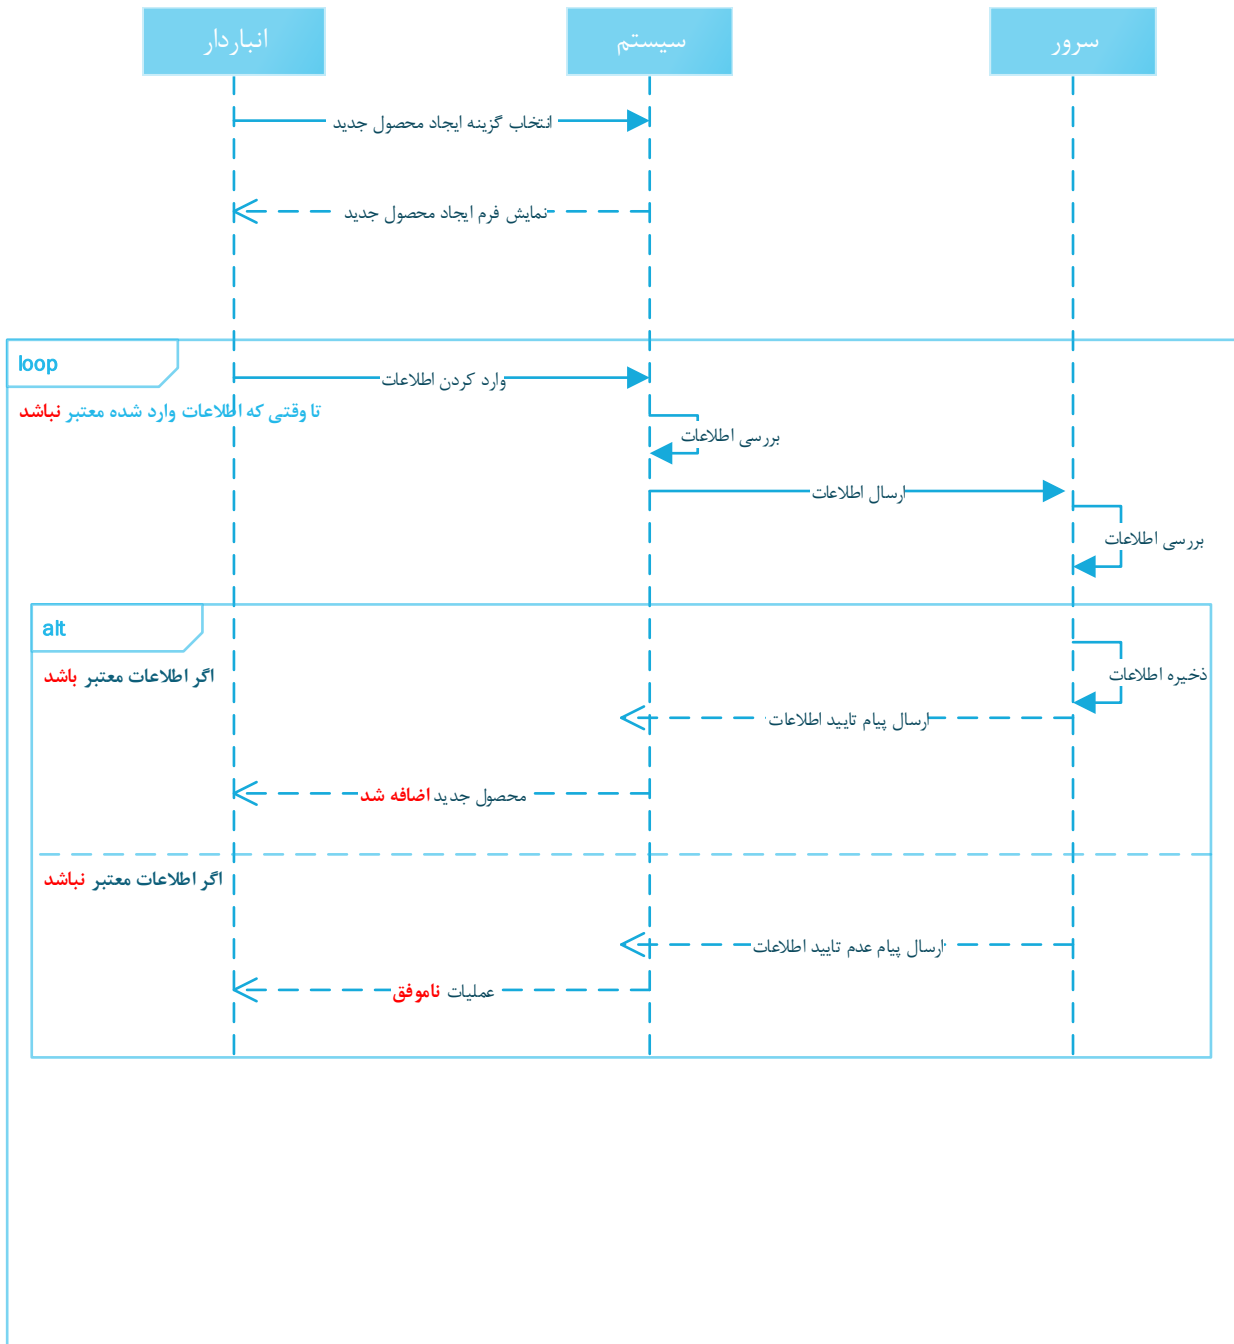 انباردار
سیستم
سرور
انتخاب گزینه ایجاد محصول جدید
نمایش فرم ایجاد محصول جدید
loop
وارد کردن اطلاعات
تا وقتی که اطلاعات وارد شده معتبر نباشد
بررسی اطلاعات
ارسال اطلاعات
بررسی اطلاعات
alt
اگر اطلاعات معتبر باشد
ذخیره اطلاعات
ارسال پیام تایید اطلاعات
محصول جدید اضافه شد
اگر اطلاعات معتبر نباشد
ارسال پیام عدم تایید اطلاعات
عملیات ناموفق